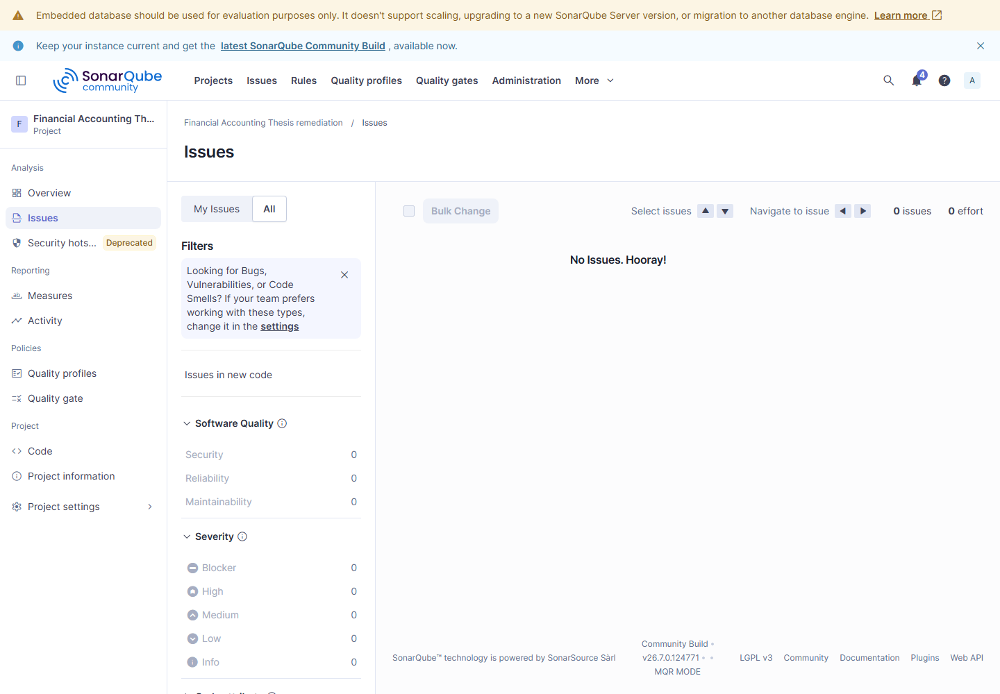 Embedded database should be used for evaluation purposes only. It doesn't support scaling, upgrading to a new SonarQube Server version, or migration to another database engine. Learn more
Keep your instance current and get the latest SonarQube Community Build , available now.
SonarQube community
Projects
Issues
Rules
Quality profiles
Quality gates
Administration
More
4
?
A
F
Financial Accounting Th...
Project
Analysis
Overview
Issues
Security hots...
Deprecated
Reporting
Measures
Activity
Policies
Quality profiles
Quality gate
Project
Code
Project information
Project settings
Financial Accounting Thesis remediation / Issues
Issues
My Issues
All
Filters
Looking for Bugs,
Vulnerabilities, or Code
Smells? If your team prefers
working with these types,
change it in the settings
Issues in new code
Software Quality
Security 0
Reliability 0
Maintainability 0
Severity
Blocker 0
High 0
Medium 0
Low 0
Info 0
Bulk Change
Select issues
Navigate to issue
0 issues
0 effort
No Issues. Hooray!
SonarQube™ technology is powered by SonarSource Sàrl
Community Build •
v26.7.0.124771 • •
MQR MODE
LGPL v3
Community
Documentation
Plugins
Web API